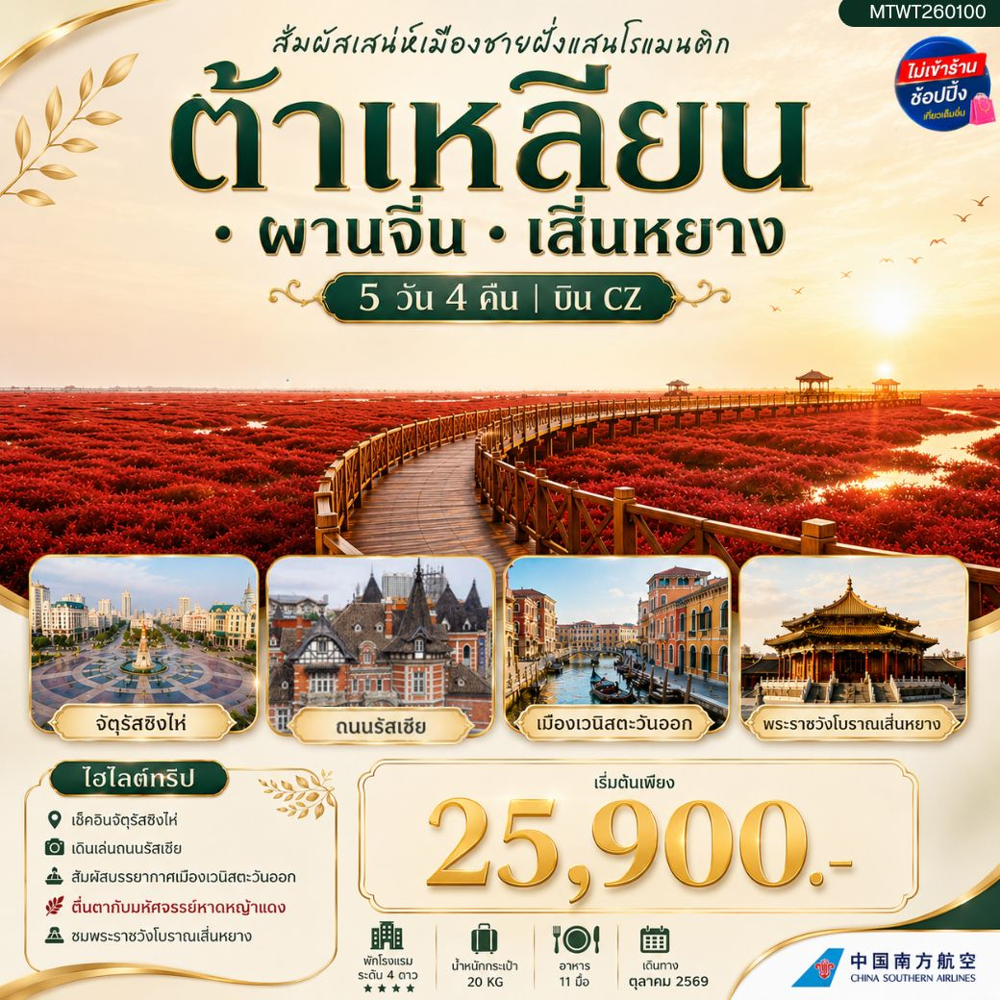 MTWT260100
สัมผัสเสน่ห์เมืองชายฝั่งแสนโรแมนติก
ไม่เข้าร้าน
ช้อปปิ้ง
เที่ยวเต็มอิ่ม
ต้าเหลียน
• ผานจิ่น • เสิ่นหยาง
5 วัน 4 คืน | บิน CZ
จัตุรัสซิงไห่
ถนนรัสเซีย
เมืองเวนิสตะวันออก
พระราชวังโบราณเสิ่นหยาง
ไฮไลต์ทริป
เช็คอินจัตุรัสซิงไห่
เดินเล่นถนนรัสเซีย
สัมผัสบรรยากาศเมืองเวนิสตะวันออก
ตื่นตากับมหัศจรรย์หาดหญ้าแดง
ชมพระราชวังโบราณเสิ่นหยาง
เริ่มต้นเพียง
25,900.-
พักโรงแรม
ระดับ 4 ดาว
น้ำหนักกระเป๋า
20 KG
อาหาร
11 มื้อ
เดินทาง
ตุลาคม 2569
中国南方航空
CHINA SOUTHERN AIRLINES